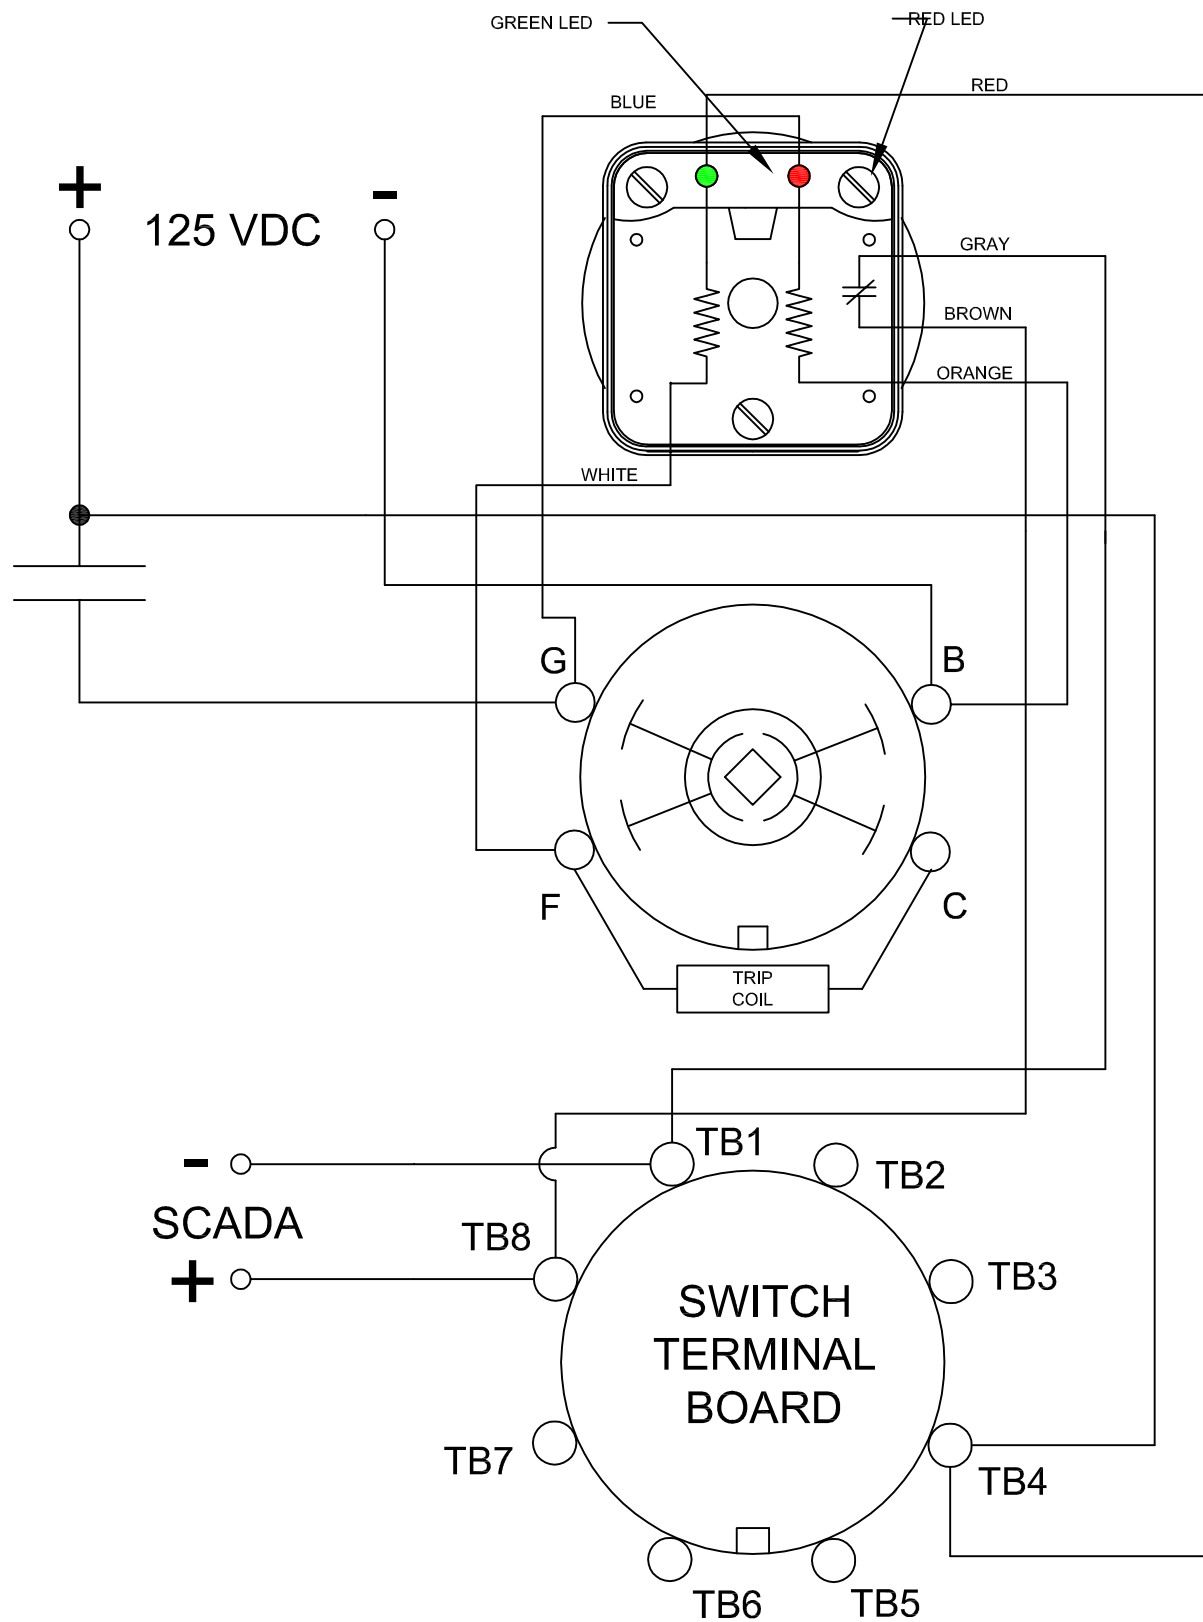 GREEN LED
RED LED
RED
BLUE
+
-
125 VDC
GRAY
BROWN
ORANGE
WHITE
G
B
F
C
TRIP
COIL
-
TB1
TB2
SCADA
TB8
+
TB3
SWITCH
TERMINAL
BOARD
TB7
TB4
TB6
TB5